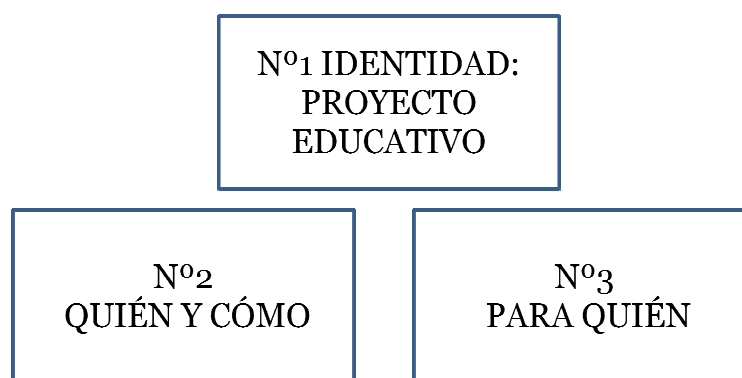 Nº1 IDENTIDAD:
PROYECTO
EDUCATIVO
Nº2
QUIÉN Y CÓMO
Nº3
PARA QUIÉN